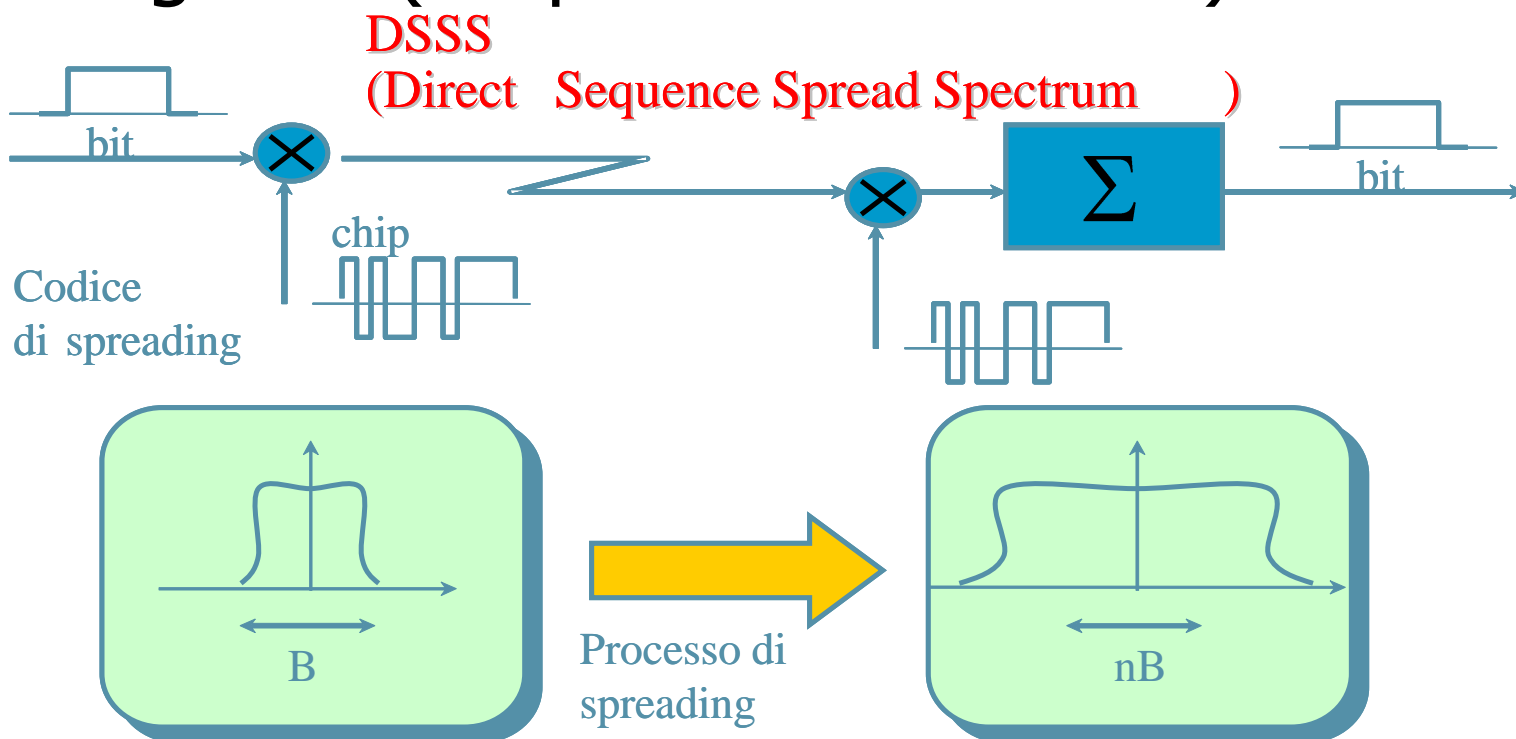 DSSS
(Direct Sequence Spread Spectrum )
bit
bit
chip
Σ
Codice
di spreading
B
Processo di
spreading
nB